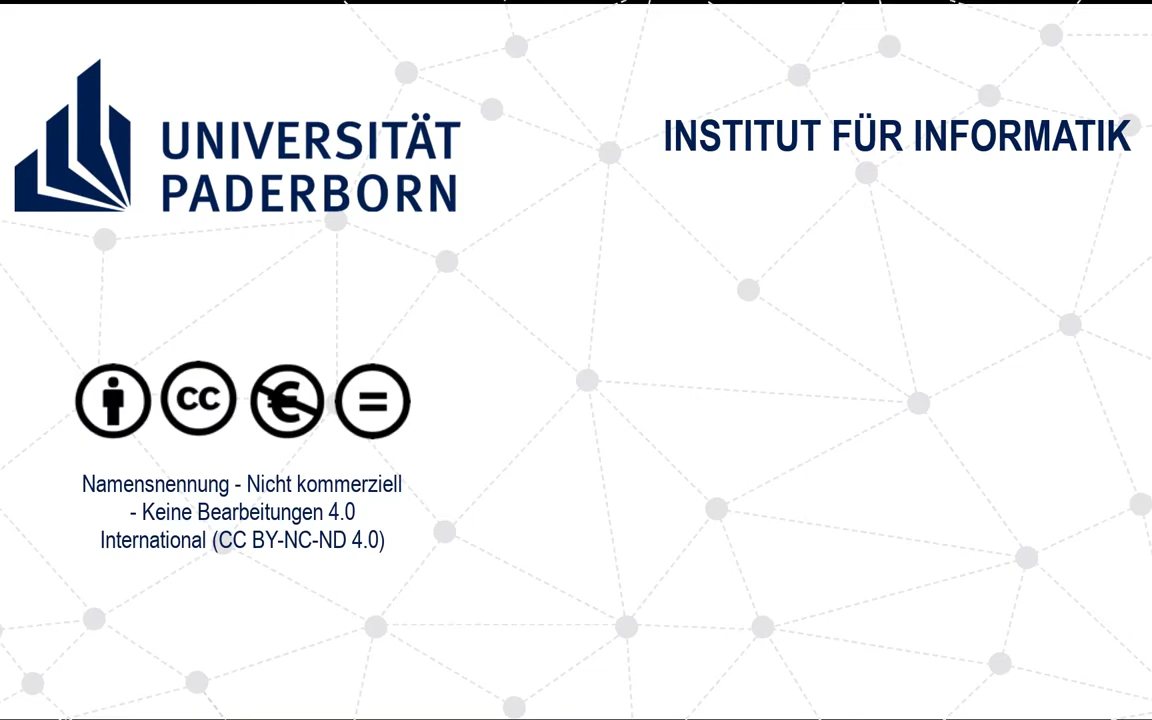 UNIVERSITÄT
PADERBORN
INSTITUT FÜR INFORMATIK
cc
Namensnennung - Nicht kommerziell
- Keine Bearbeitungen 4.0
International (CC BY-NC-ND 4.0)